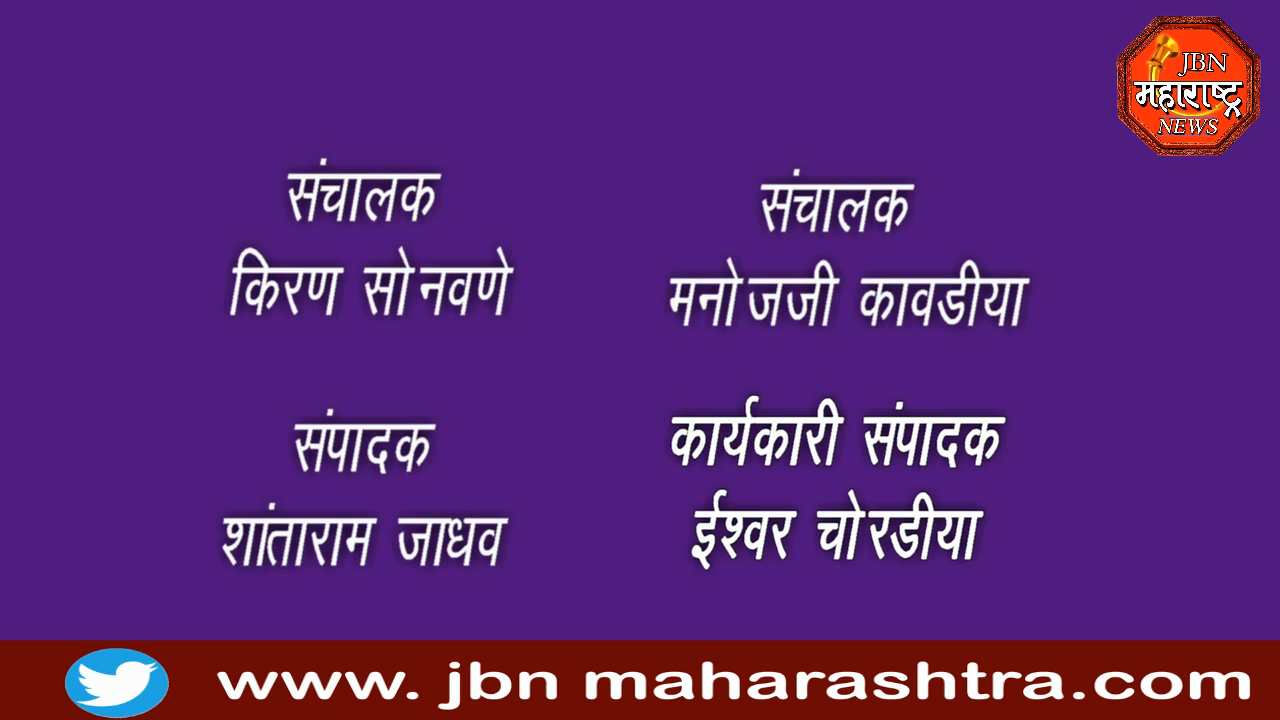 JBN
महाराष्ट्र
NEWS
संचालक
किरण सोनवणे
संचालक
मनोजजी कावडीया
संपादक
शांताराम जाधव
कार्यकारी संपादक
ईश्वर चोरडीया
www. jbn maharashtra.com